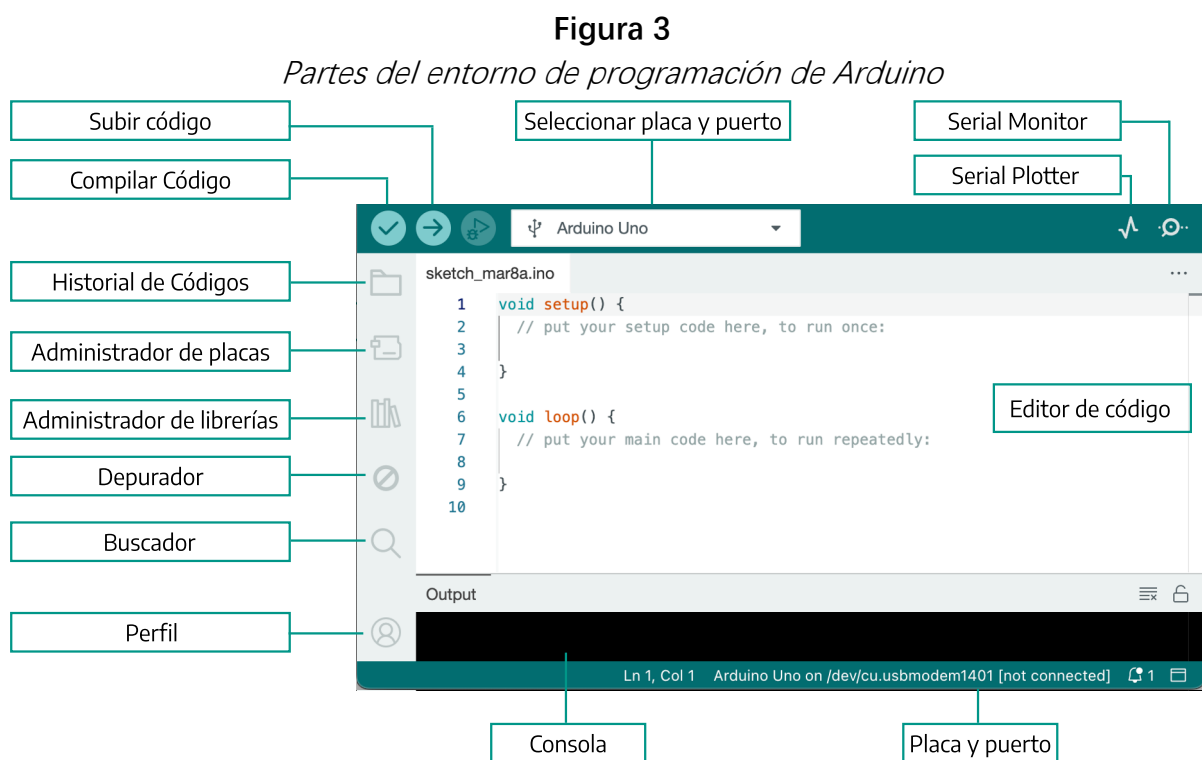 Figura 3
Partes del entorno de programación de Arduino
Subir código
Seleccionar placa y puerto
Serial Monitor
Compilar Código
Serial Plotter
Arduino Uno
Historial de Códigos
sketch_mar8a.ino
1 void setup() {
2 // put your setup code here, to run once:
3
4 }
5
6 void loop() {
7 // put your main code here, to run repeatedly:
8
9 }
10
Administrador de placas
Administrador de librerías
Editor de código
Depurador
Buscador
Output
Perfil
Ln 1, Col 1 Arduino Uno on /dev/cu.usbmodem1401 [not connected] 1
Consola
Placa y puerto